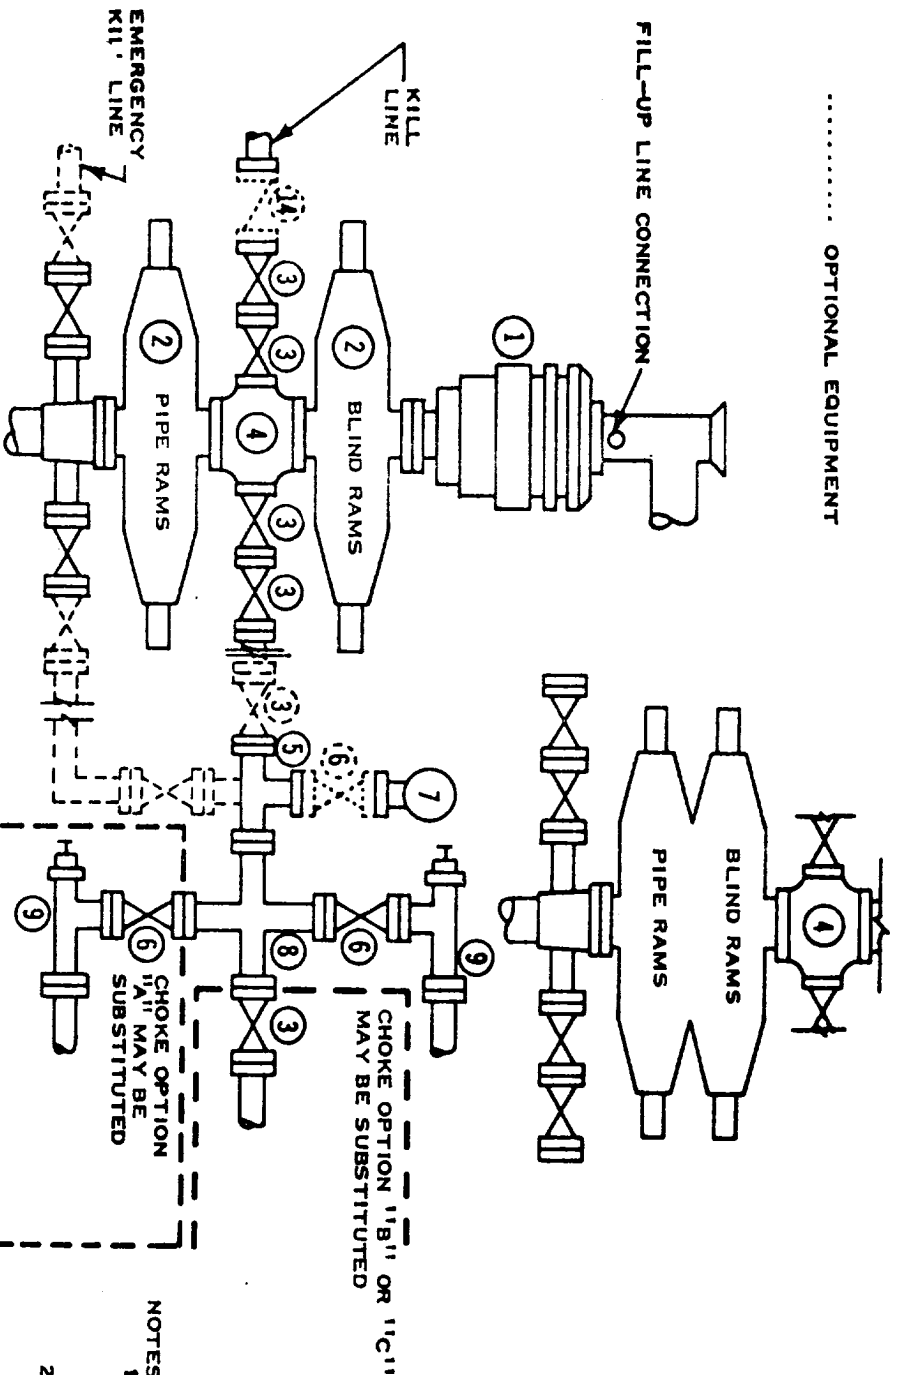 .......... OPTIONAL EQUIPMENT
FILL-UP LINE CONNECTION
KILL
LINE
EMERGENCY
KIL' LINE
1
2
BLIND RAMS
14
3
3
4
3
3
3
5
6
7
2
PIPE RAMS
4
BLIND RAMS
PIPE RAMS
9
6
8
3
6
9
CHOKE OPTION "B" OR "C"
MAY BE SUBSTITUTED
CHOKE OPTION
"A" MAY BE
SUBSTITUTED
NOTES
1
2